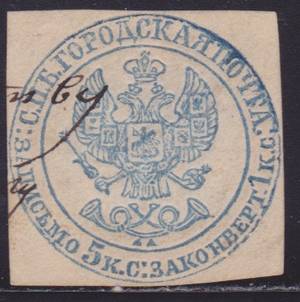 С.П.Б. ГОРОДСКАЯ ПОЧТА.
ЗА ПИСЬМО 5 К. С: ЗА КОНВЕРТ 1 К. С: